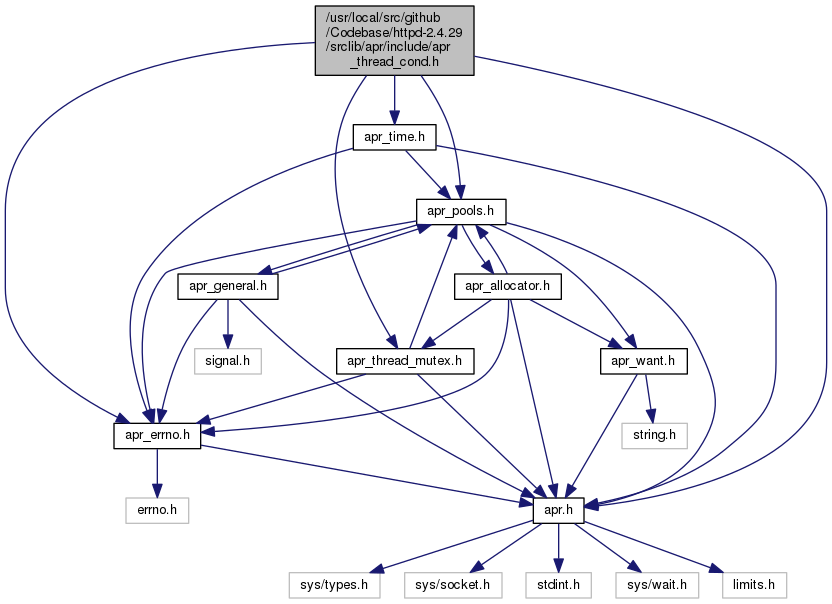 /usr/local/src/github
/Codebase/httpd-2.4.29
/srclib/apr/include/apr
_thread_cond.h
apr_time.h
apr_pools.h
apr_general.h
apr_allocator.h
signal.h
apr_thread_mutex.h
apr_want.h
apr_errno.h
string.h
errno.h
apr.h
sys/types.h
sys/socket.h
stdint.h
sys/wait.h
limits.h